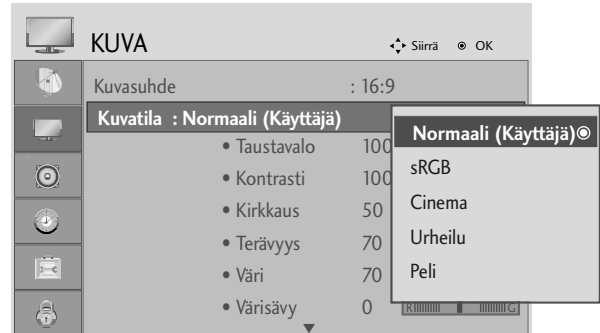 KUVA
Siirrä OK
Kuvasuhde : 16:9
Kuvatila : Normaali (Käyttäjä)
• Taustavalo 100
• Kontrasti 100
• Kirkkaus 50
• Terävyys 70
• Väri 70
• Värisävy 0 R G
Normaali (Käyttäjä)
sRGB
Cinema
Urheilu
Peli